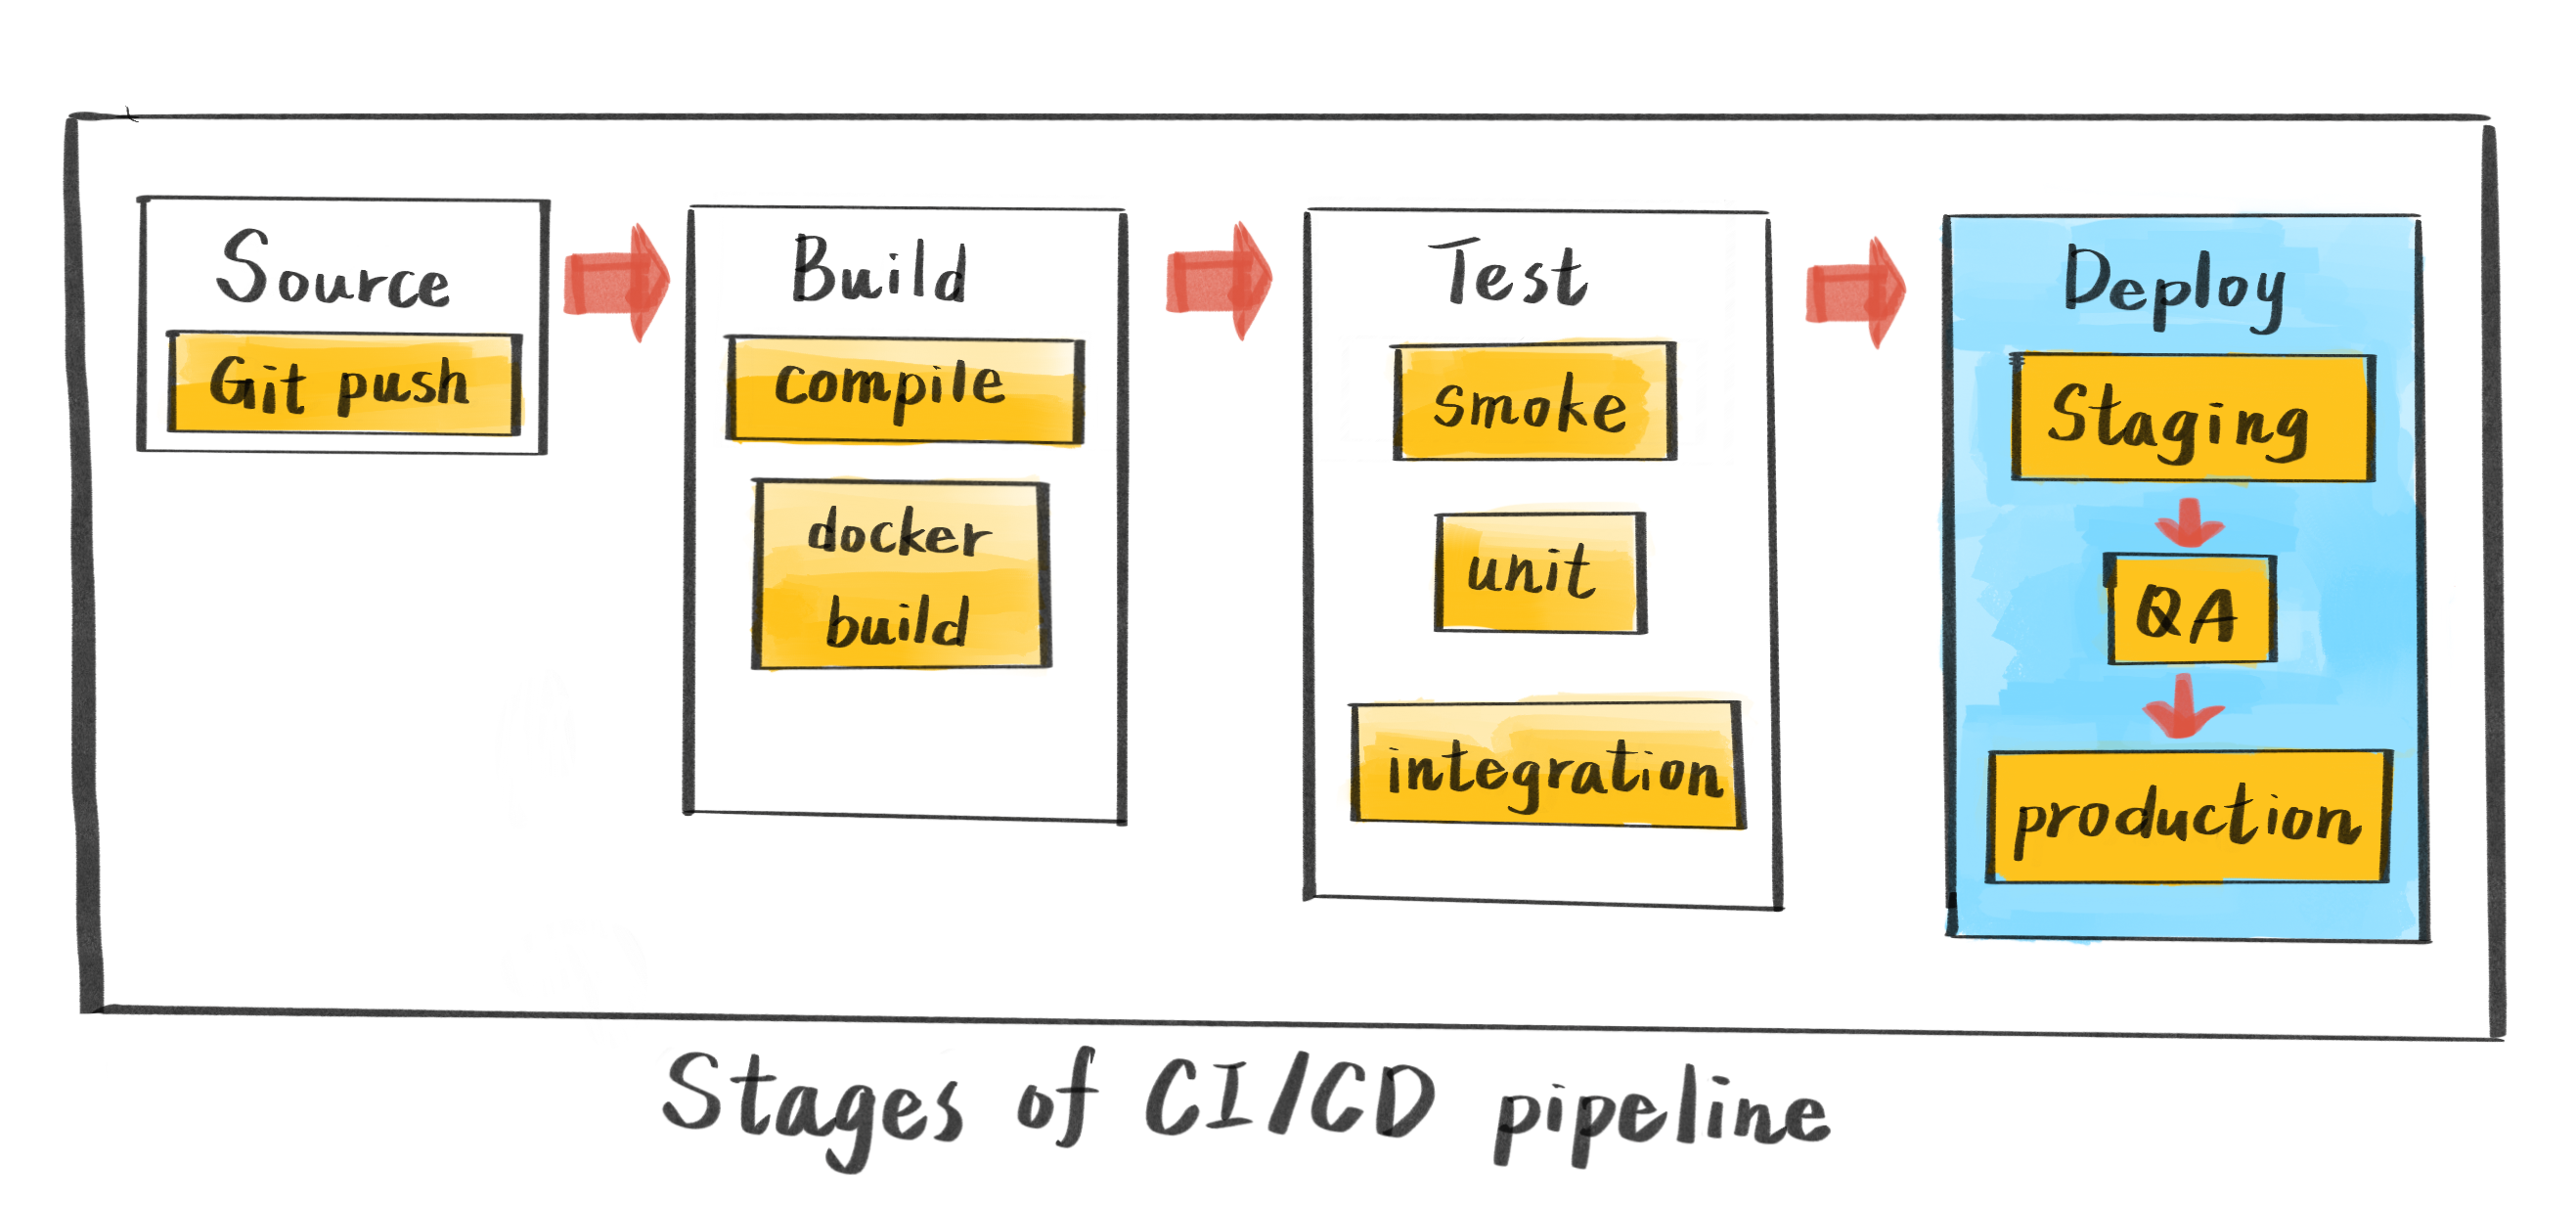 Source
Git push
Build
compile
docker
build
Test
smoke
unit
integration
Deploy
Staging
QA
production
Stages of CI/CD pipeline